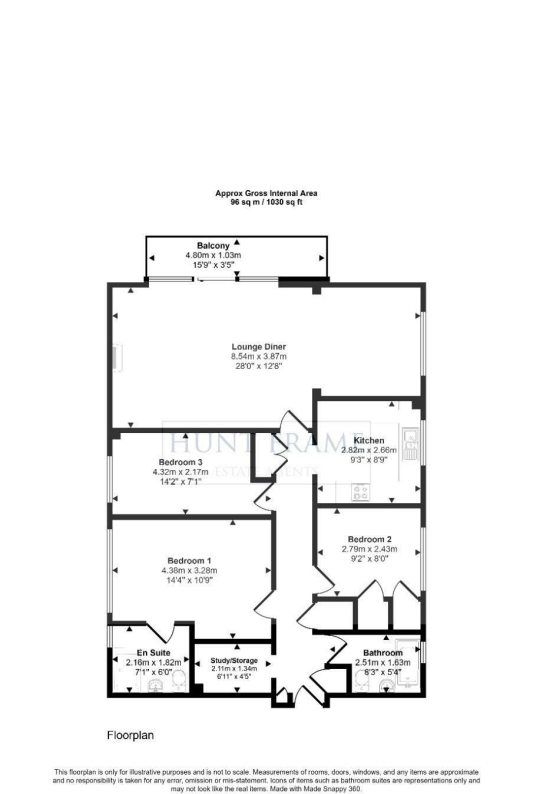 Approx Gross Internal Area
96 sq m / 1030 sq ft
Balcony
4.80m x 1.03m
15'9" x 3'5"
Lounge Diner
8.54m x 3.87m
28'0" x 12'8"
HUNT FRAME
ESTATE AGENTS
Kitchen
2.82m x 2.66m
9'3" x 8'9"
Bedroom 3
4.32m x 2.17m
14'2" x 7'1"
Bedroom 2
2.79m x 2.43m
9'2" x 8'0"
Bedroom 1
4.38m x 3.28m
14'4" x 10'9"
En Suite
2.16m x 1.82m
7'1" x 6'0"
Study/Storage
2.11m x 1.34m
6'11" x 4'5"
Bathroom
2.51m x 1.63m
8'3" x 5'4"
Floorplan
This floorplan is only for illustrative purposes and is not to scale. Measurements of rooms, doors, windows, and any items are approximate
and no responsibility is taken for any error, omission or mis-statement. Icons of items such as bathroom suites are representations only and
may not look like the real items. Made with Made Snappy 360.